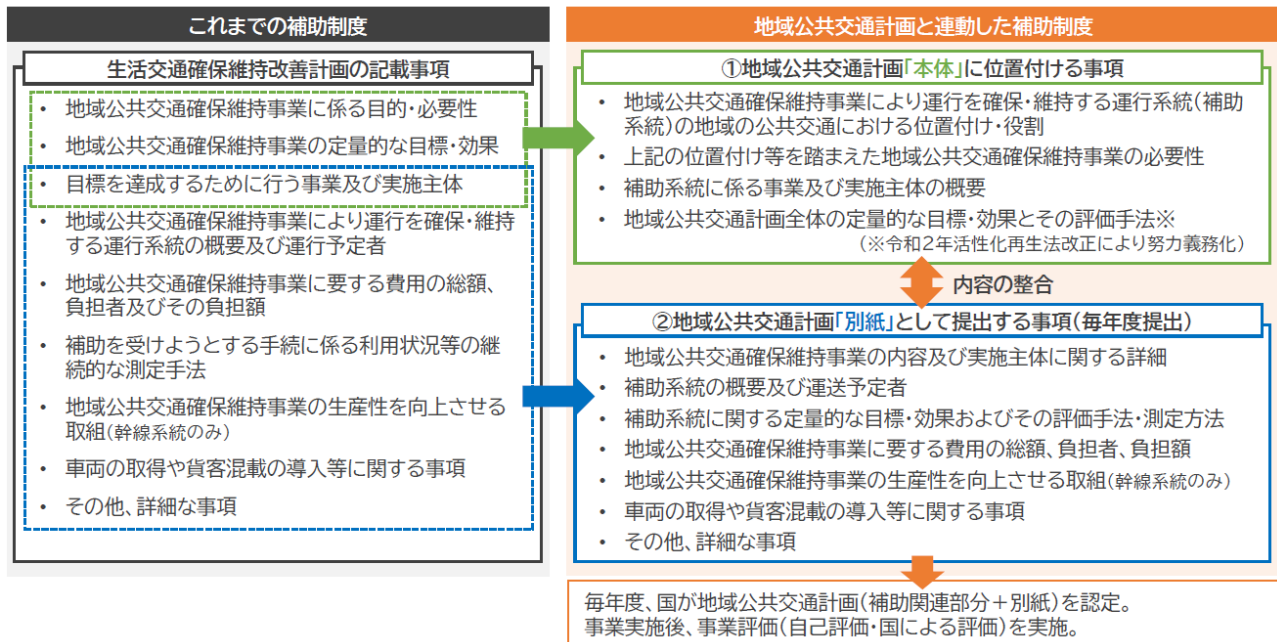 これまでの補助制度
生活交通確保維持改善計画の記載事項
• 地域公共交通確保維持事業に係る目的・必要性
• 地域公共交通確保維持事業の定量的な目標・効果
• 目標を達成するために行う事業及び実施主体
• 地域公共交通確保維持事業により運行を確保・維持
する運行系統の概要及び運行予定者
• 地域公共交通確保維持事業に要する費用の総額、
負担者及びその負担額
• 補助を受けようとする手続に係る利用状況等の継
続的な測定手法
• 地域公共交通確保維持事業の生産性を向上させる
取組(幹線系統のみ)
• 車両の取得や貨客混載の導入等に関する事項
• その他、詳細な事項
地域公共交通計画と連動した補助制度
①地域公共交通計画「本体」に位置付ける事項
• 地域公共交通確保維持事業により運行を確保・維持する運行系統(補助
系統)の地域の公共交通における位置付け・役割
• 上記の位置付け等を踏まえた地域公共交通確保維持事業の必要性
• 補助系統に係る事業及び実施主体の概要
• 地域公共交通計画全体の定量的な目標・効果とその評価手法※
(※令和2年活性化再生法改正により努力義務化)
内容の整合
②地域公共交通計画「別紙」として提出する事項(毎年度提出)
• 地域公共交通確保維持事業の内容及び実施主体に関する詳細
• 補助系統の概要及び運送予定者
• 補助系統に関する定量的な目標・効果およびその評価手法・測定方法
• 地域公共交通確保維持事業に要する費用の総額、負担者、負担額
• 地域公共交通確保維持事業の生産性を向上させる取組(幹線系統のみ)
• 車両の取得や貨客混載の導入等に関する事項
• その他、詳細な事項
毎年度、国が地域公共交通計画(補助関連部分+別紙)を認定。
事業実施後、事業評価(自己評価・国による評価)を実施。